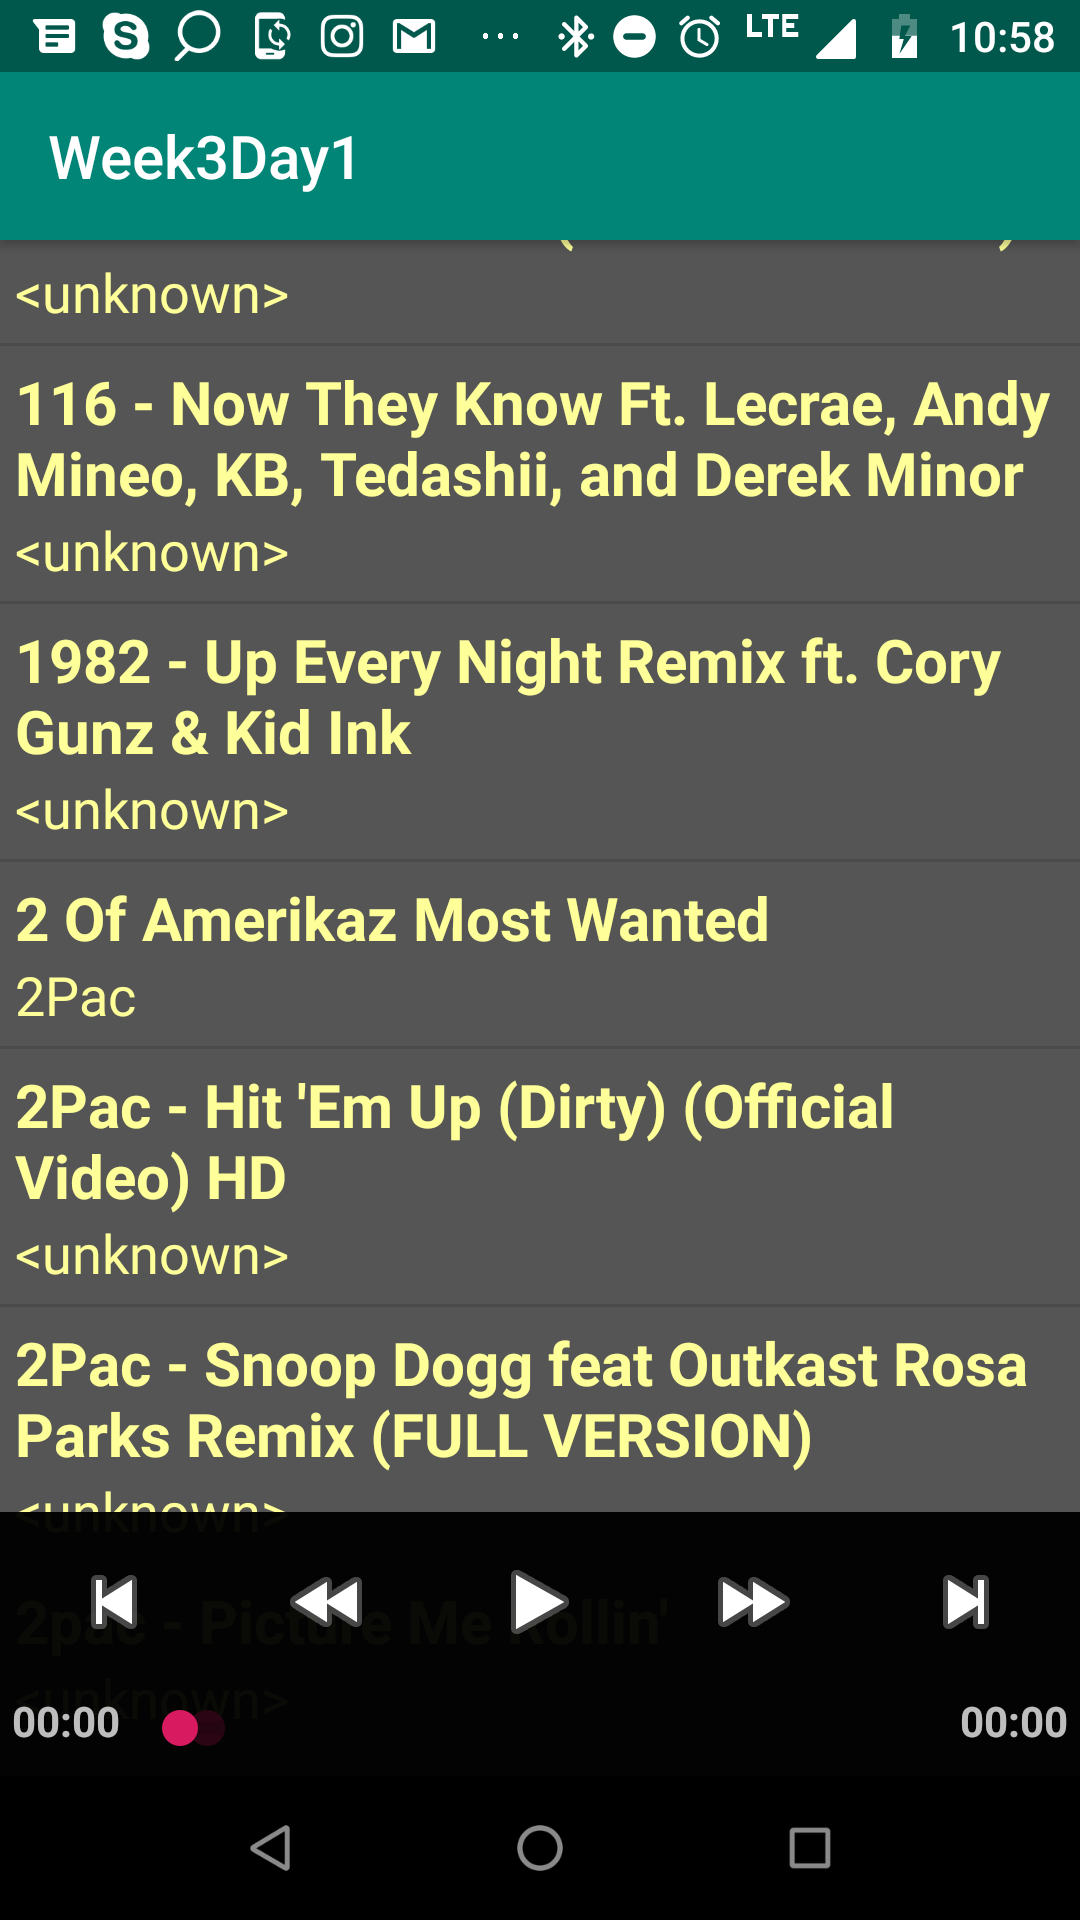 LTE 10:58
Week3Day1
<unknown>
116 - Now They Know Ft. Lecrae, Andy
Mineo, KB, Tedashii, and Derek Minor
<unknown>
1982 - Up Every Night Remix ft. Cory
Gunz & Kid Ink
<unknown>
2 Of Amerikaz Most Wanted
2Pac
2Pac - Hit 'Em Up (Dirty) (Official
Video) HD
<unknown>
2Pac - Snoop Dogg feat Outkast Rosa
Parks Remix (FULL VERSION)
<unknown>
2pac - Picture Me Rollin'
<unknown>
00:00 00:00